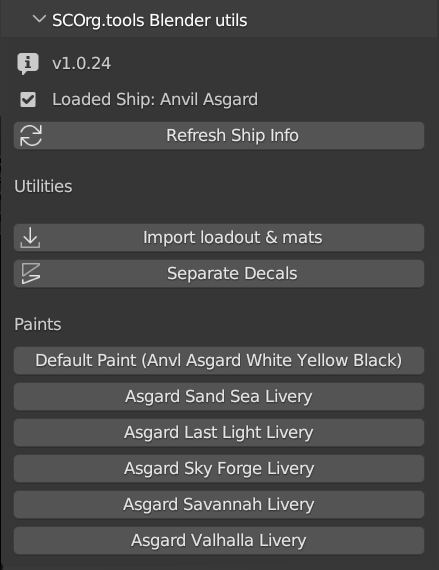 SCOrg.tools Blender utils
v1.0.24
Loaded Ship: Anvil Asgard
Refresh Ship Info
Utilities
Import loadout & mats
Separate Decals
Paints
Default Paint (Anvl Asgard White Yellow Black)
Asgard Sand Sea Livery
Asgard Last Light Livery
Asgard Sky Forge Livery
Asgard Savannah Livery
Asgard Valhalla Livery